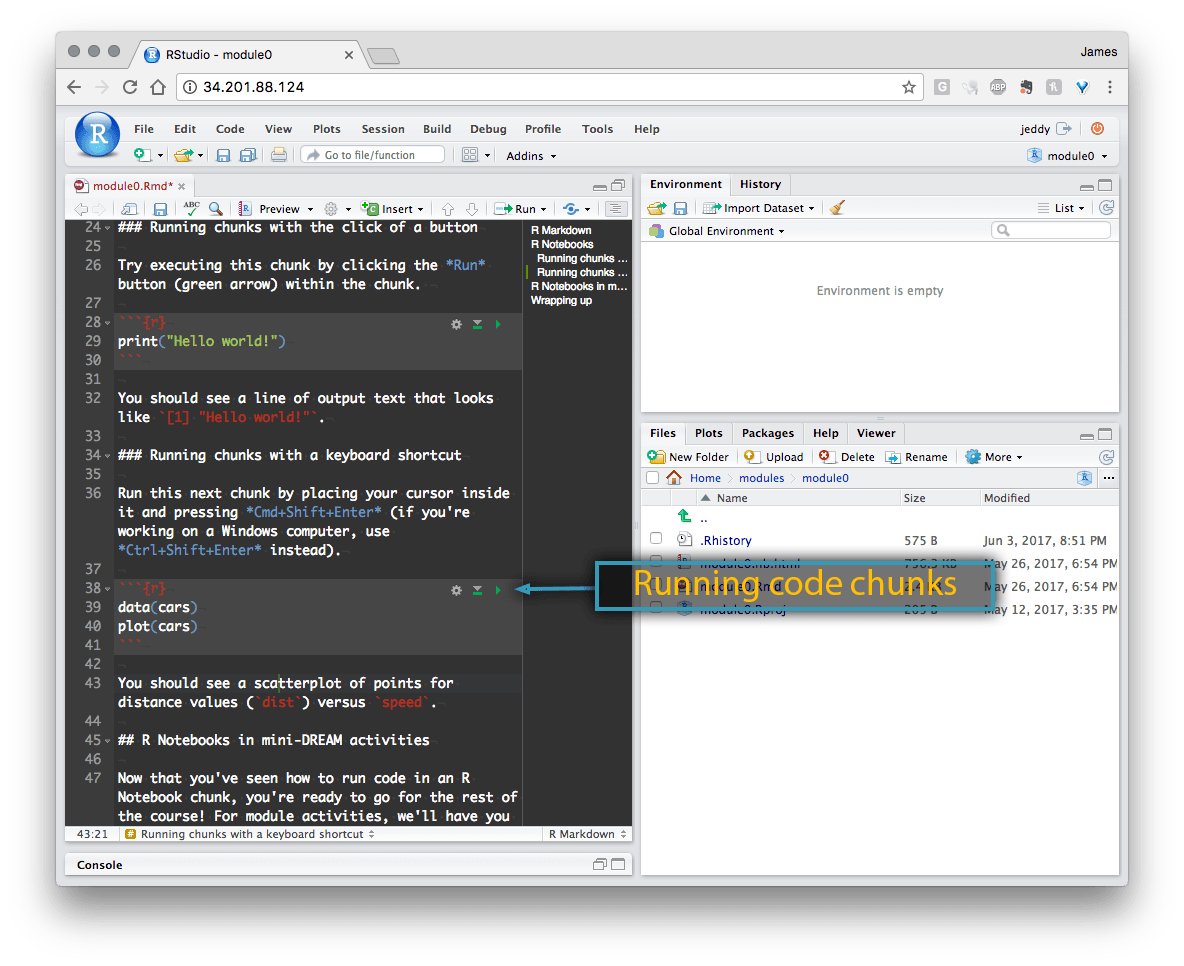 RStudio - module0
James
34.201.88.124
File Edit Code View Plots Session Build Debug Profile Tools Help
jeddy
Go to file/function
Addins
module0
module0.Rmd*
Preview Insert Run
24 ### Running chunks with the click of a button
25
26 Try executing this chunk by clicking the *Run*
button (green arrow) within the chunk.
27
28 ```{r}
29 print("Hello world!")
30 ```
31
32 You should see a line of output text that looks
like `[1] "Hello world!"`.
33
34 ### Running chunks with a keyboard shortcut
35
36 Run this next chunk by placing your cursor inside
it and pressing *Cmd+Shift+Enter* (if you're
working on a Windows computer, use
*Ctrl+Shift+Enter* instead).
37
38 ```{r}
39 data(cars)
40 plot(cars)
41 ```
42
43 You should see a scatterplot of points for
distance values (`dist`) versus `speed`.
44
45 ## R Notebooks in mini-DREAM activities
46
47 Now that you've seen how to run code in an R
Notebook chunk, you're ready to go for the rest of
the course! For module activities, we'll have you
R Markdown
R Notebooks
Running chunks ...
Running chunks ...
R Notebooks in m...
Wrapping up
43:21 Running chunks with a keyboard shortcut R Markdown
Console
Environment History
Import Dataset List
Global Environment
Environment is empty
Files Plots Packages Help Viewer
New Folder Upload Delete Rename More
Home modules module0
Name Size Modified
..
.Rhistory 575 B Jun 3, 2017, 8:51 PM
module0.nb.html 756.3 KB May 26, 2017, 6:54 PM
module0.Rmd May 26, 2017, 6:54 PM
module0.Rproj 205 B May 12, 2017, 3:35 PM
Running code chunks